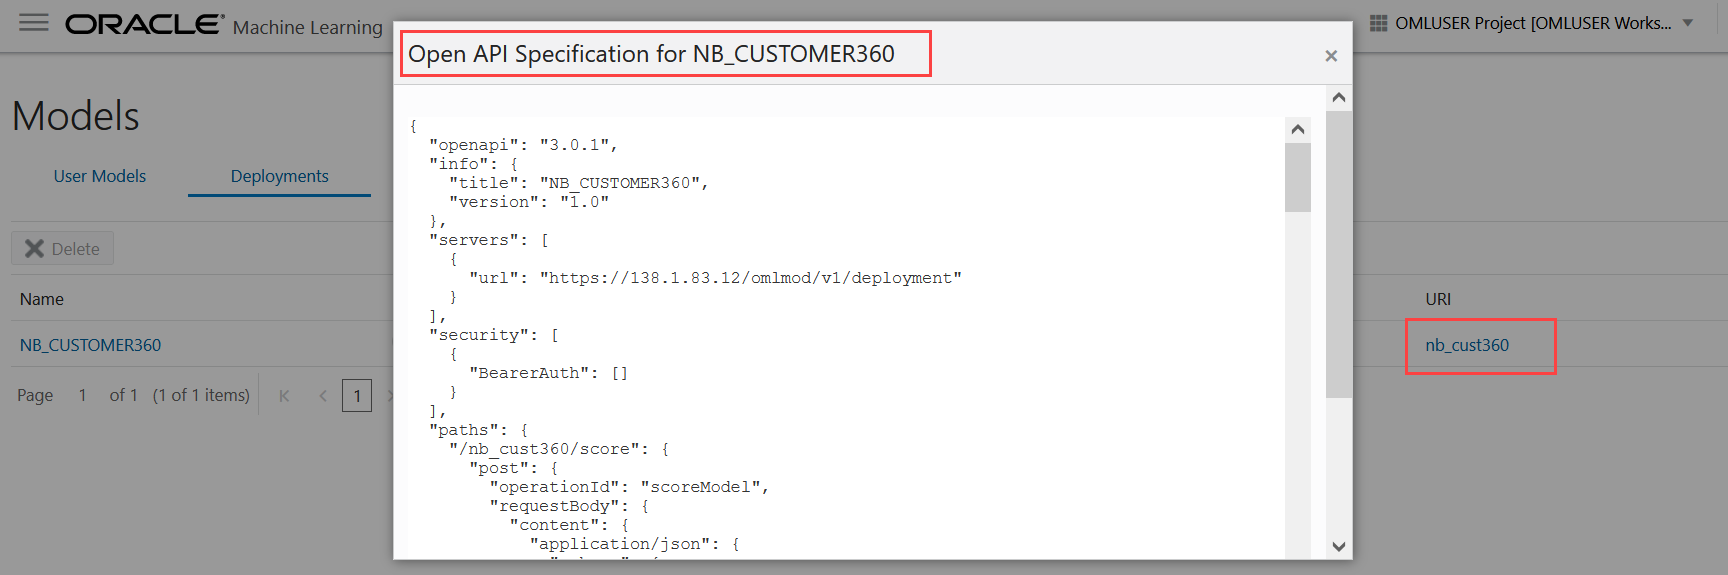 ORACLE® Machine Learning
OMLUSER Project [OMLUSER Works...
Models
User Models
Deployments
Delete
Name
URI
NB_CUSTOMER360
nb_cust360
Page 1 of 1 (1 of 1 items)
1
Open API Specification for NB_CUSTOMER360
{
"openapi": "3.0.1",
"info": {
"title": "NB_CUSTOMER360",
"version": "1.0"
},
"servers": [
{
"url": "https://138.1.83.12/omlmod/v1/deployment"
}
],
"security": [
{
"BearerAuth": []
}
],
"paths": {
"/nb_cust360/score": {
"post": {
"operationId": "scoreModel",
"requestBody": {
"content": {
"application/json": {